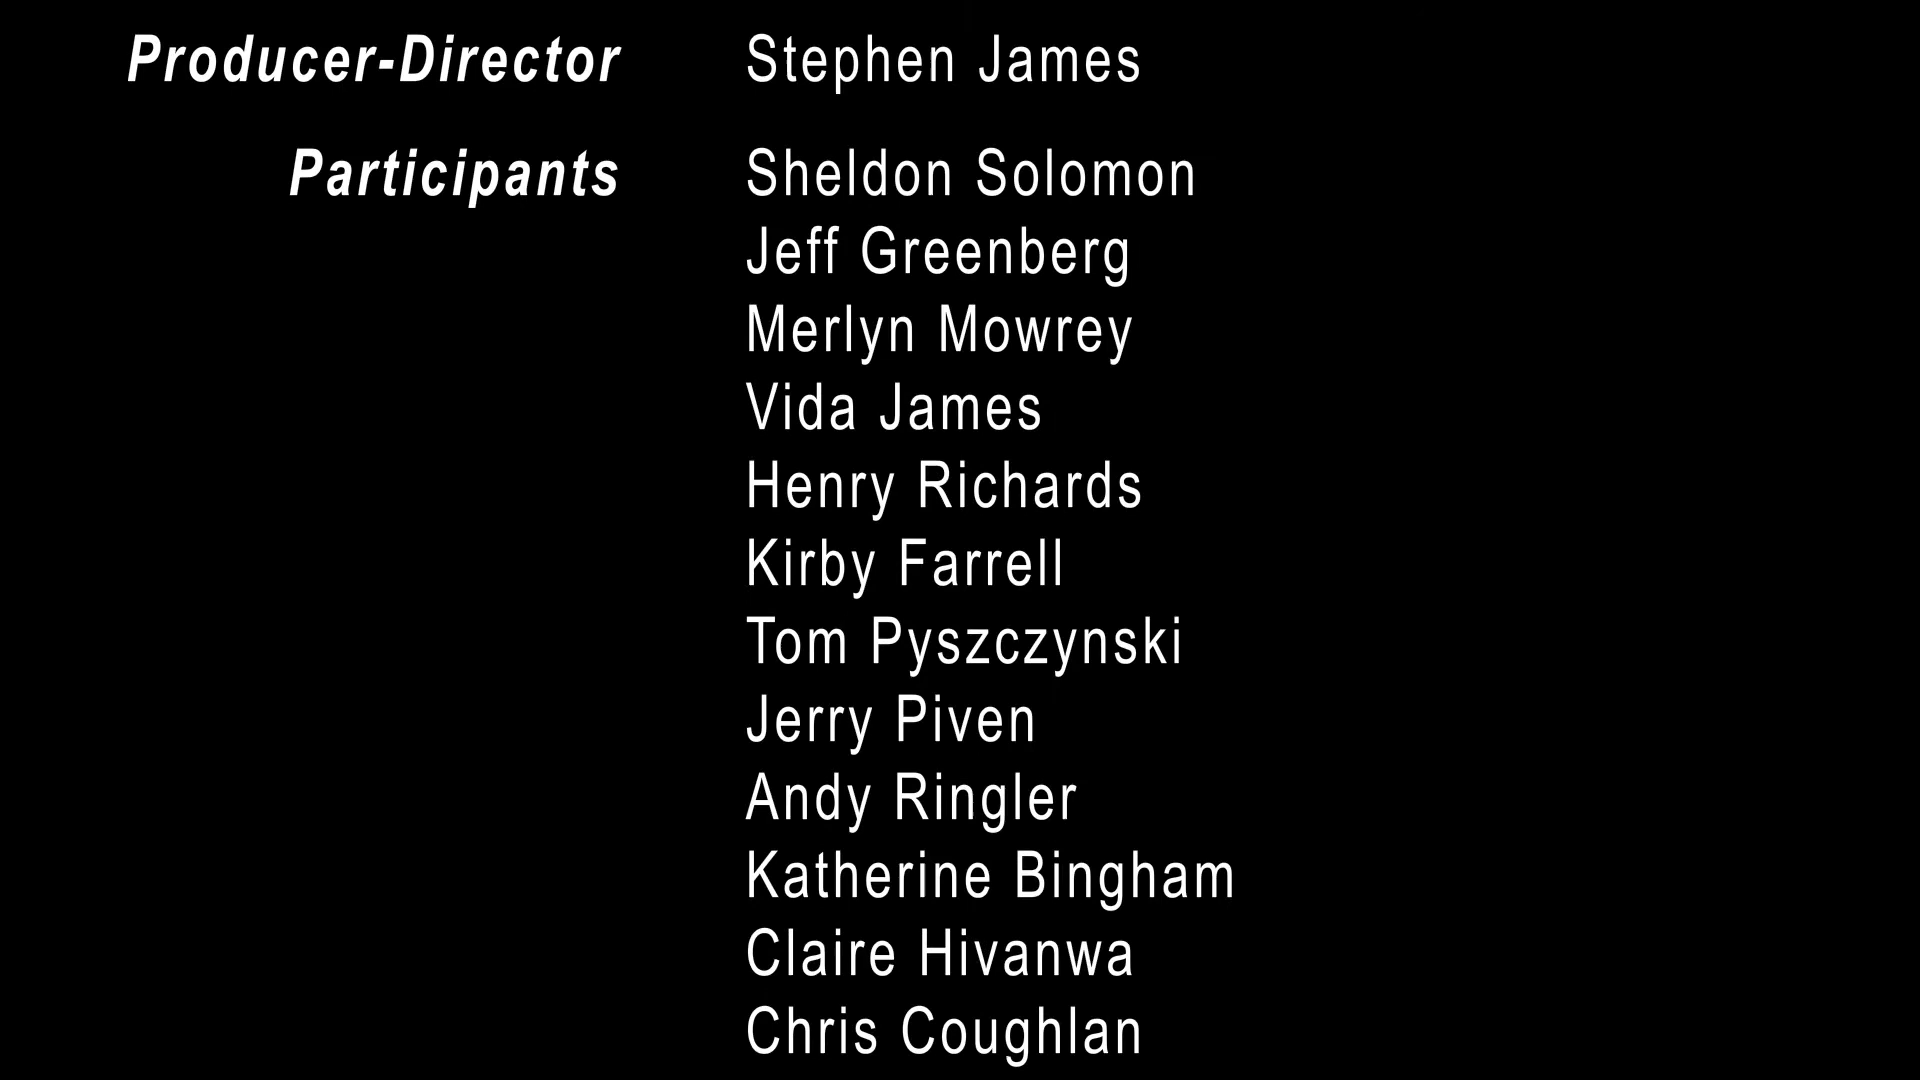 Producer-Director Stephen James
Participants Sheldon Solomon
Jeff Greenberg
Merlyn Mowrey
Vida James
Henry Richards
Kirby Farrell
Tom Pyszczynski
Jerry Piven
Andy Ringler
Katherine Bingham
Claire Hivanwa
Chris Coughlan